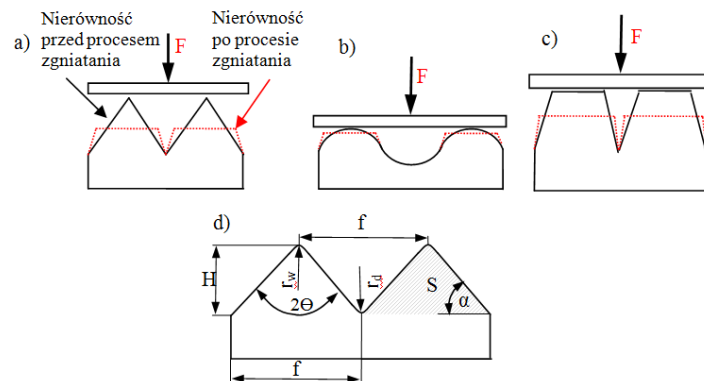 Nierówność
przed procesem
zgniatania
Nierówność
po procesie
zgniatania
a)
F
b)
F
c)
F
d)
f
H
r_w
r_d
S
2Θ
α
f